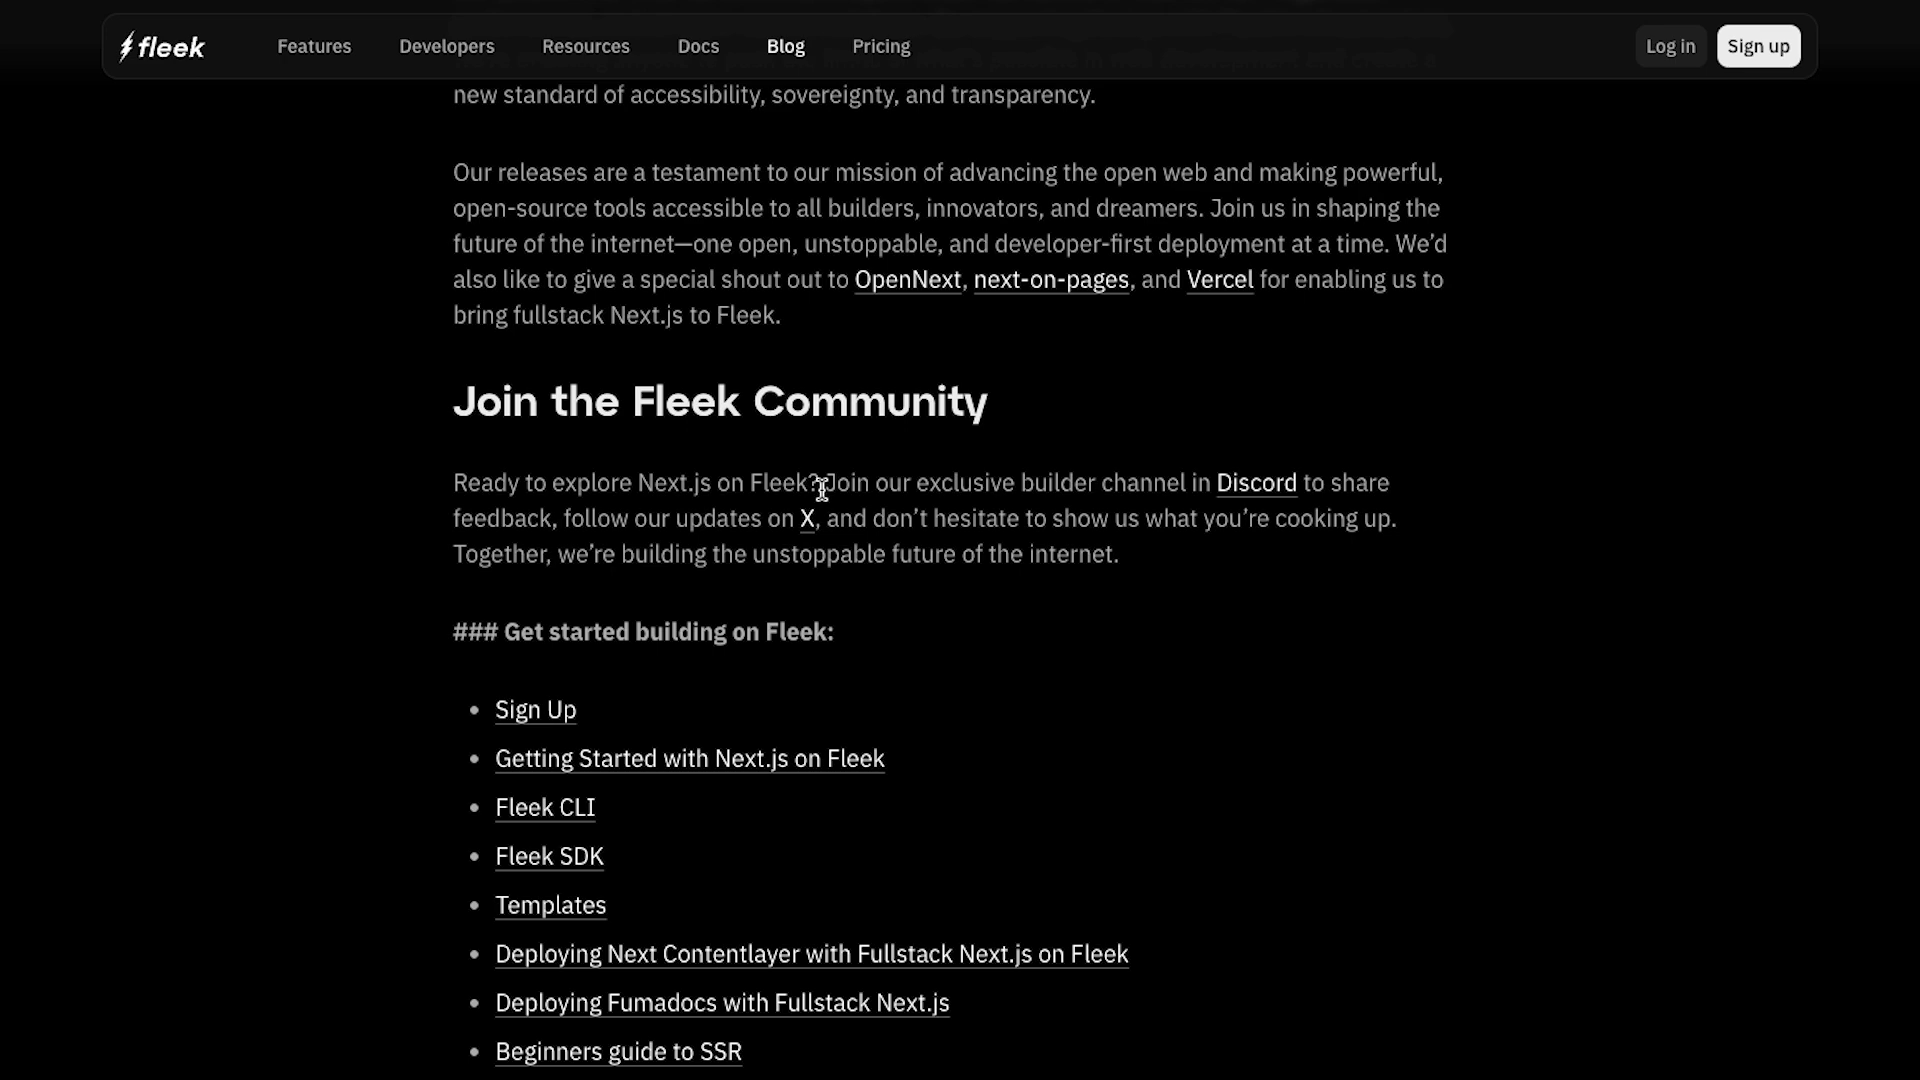 fleek Features Developers Resources Docs Blog Pricing Log in Sign up
new standard of accessibility, sovereignty, and transparency.
Our releases are a testament to our mission of advancing the open web and making powerful,
open-source tools accessible to all builders, innovators, and dreamers. Join us in shaping the
future of the internet—one open, unstoppable, and developer-first deployment at a time. We’d
also like to give a special shout out to OpenNext, next-on-pages, and Vercel for enabling us to
bring fullstack Next.js to Fleek.
Join the Fleek Community
Ready to explore Next.js on Fleek? Join our exclusive builder channel in Discord to share
feedback, follow our updates on X, and don’t hesitate to show us what you’re cooking up.
Together, we’re building the unstoppable future of the internet.
### Get started building on Fleek:
• Sign Up
• Getting Started with Next.js on Fleek
• Fleek CLI
• Fleek SDK
• Templates
• Deploying Next Contentlayer with Fullstack Next.js on Fleek
• Deploying Fumadocs with Fullstack Next.js
• Beginners guide to SSR